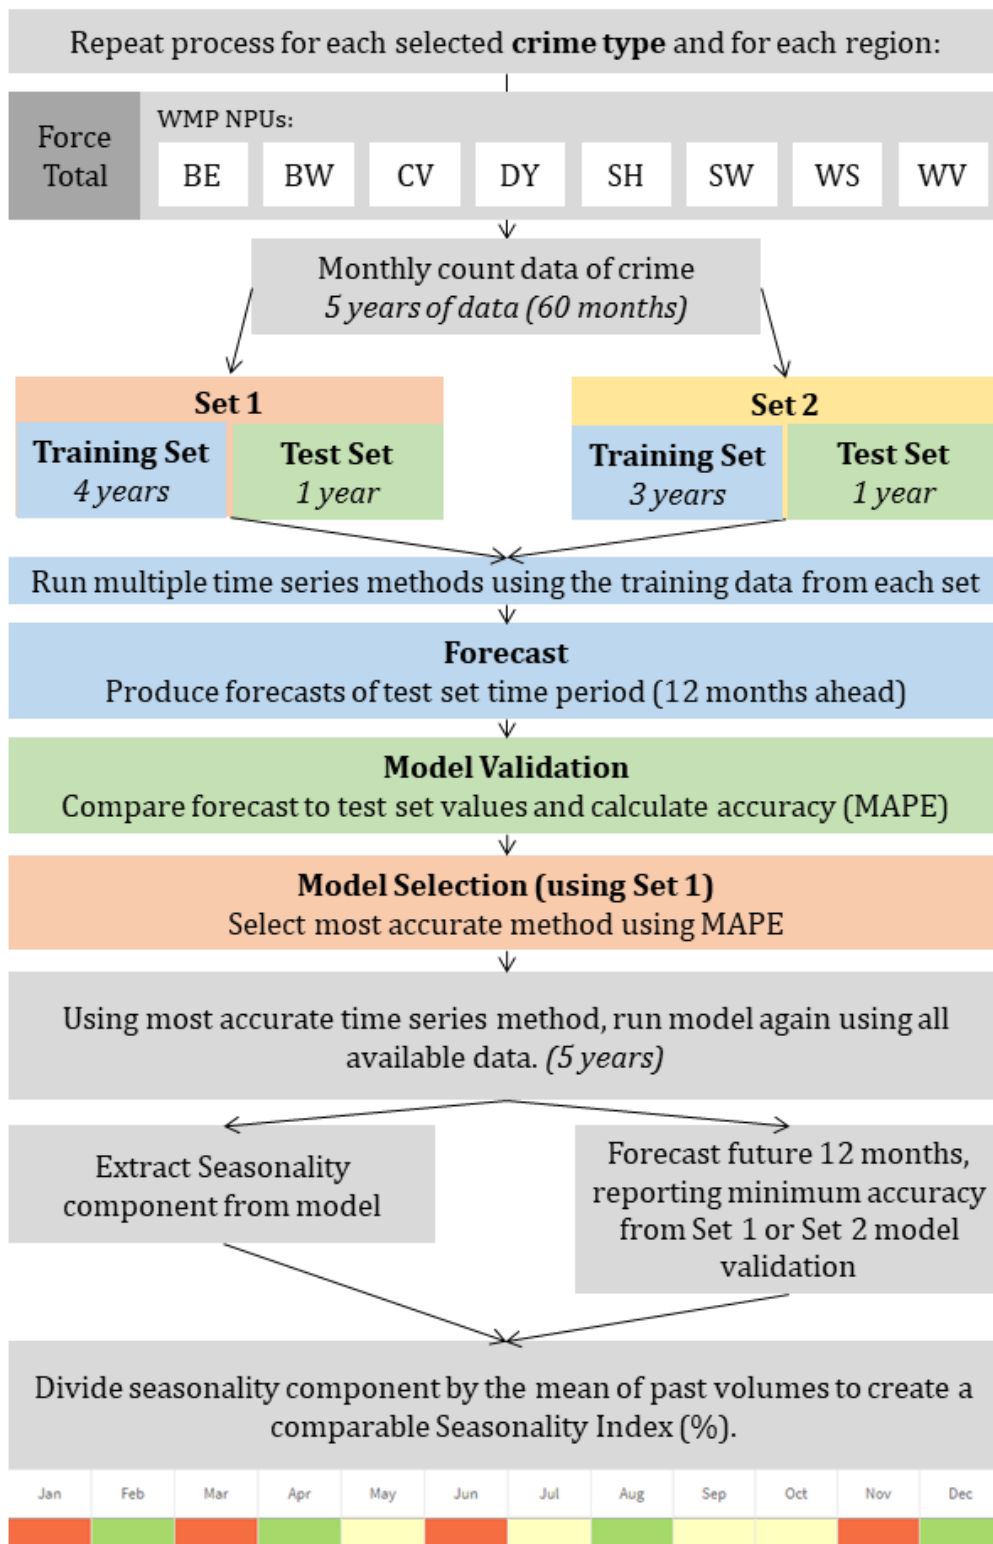 Repeat process for each selected crime type and for each region:
Force
Total
WMP NPUs:
BE BW CV DY SH SW WS WV
Monthly count data of crime
5 years of data (60 months)
Set 1
Training Set
4 years
Test Set
1 year
Set 2
Training Set
3 years
Test Set
1 year
Run multiple time series methods using the training data from each set
Forecast
Produce forecasts of test set time period (12 months ahead)
Model Validation
Compare forecast to test set values and calculate accuracy (MAPE)
Model Selection (using Set 1)
Select most accurate method using MAPE
Using most accurate time series method, run model again using all
available data. (5 years)
Extract Seasonality
component from model
Forecast future 12 months,
reporting minimum accuracy
from Set 1 or Set 2 model
validation
Divide seasonality component by the mean of past volumes to create a
comparable Seasonality Index (%).
Jan Feb Mar Apr May Jun Jul Aug Sep Oct Nov Dec